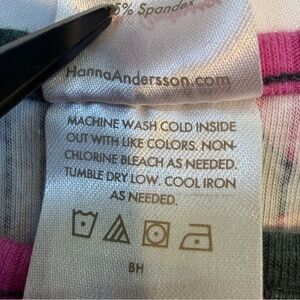 5% Spandex
HannaAndersson.com
MACHINE WASH COLD INSIDE
OUT WITH LIKE COLORS. NON-
CHLORINE BLEACH AS NEEDED.
TUMBLE DRY LOW. COOL IRON
AS NEEDED.
BH